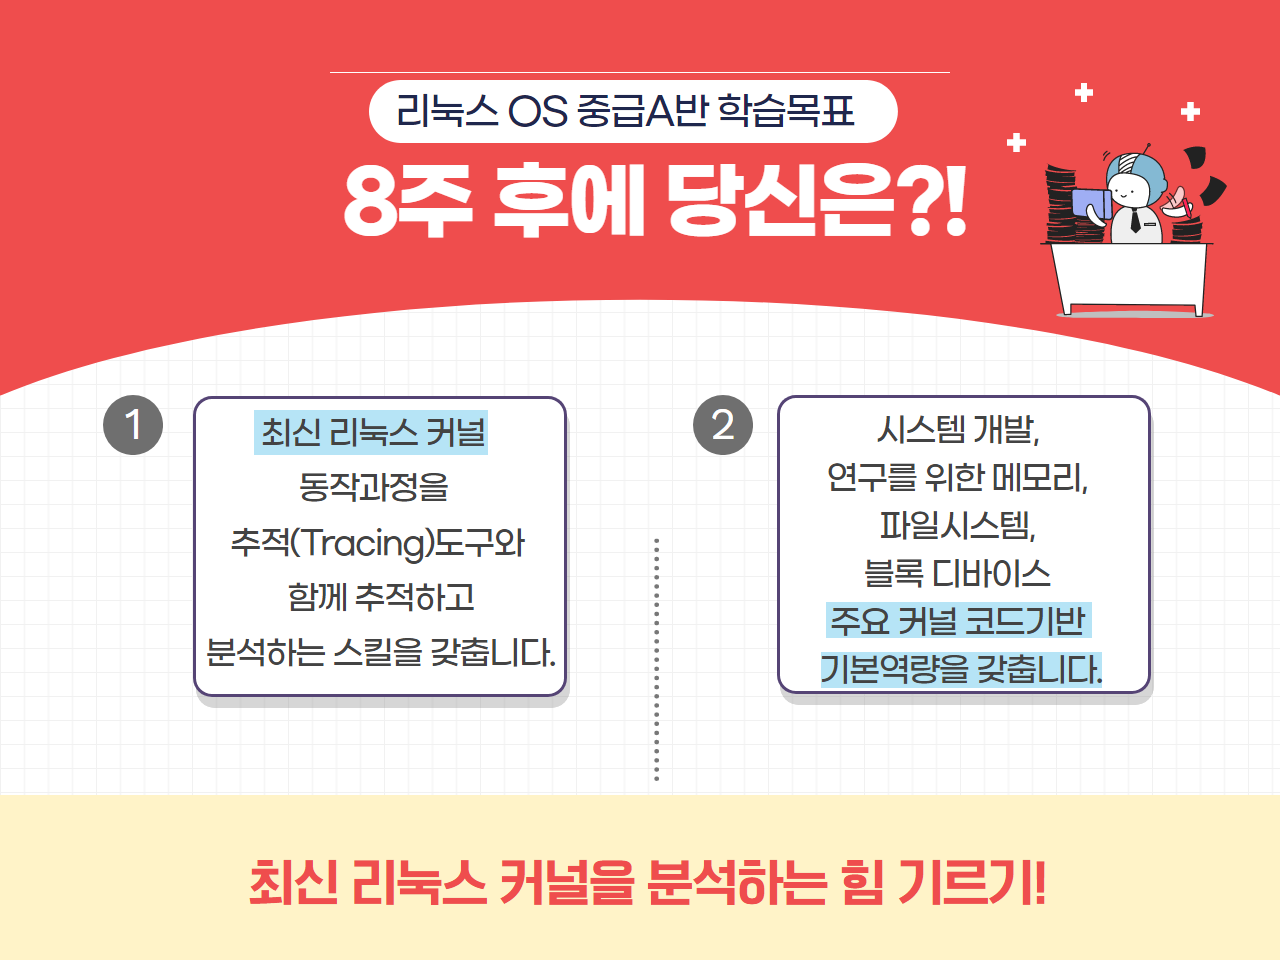 리눅스 OS 중급A반 학습목표
8주 후에 당신은?!
1
최신 리눅스 커널
동작과정을
추적(Tracing)도구와
함께 추적하고
분석하는 스킬을 갖춥니다.
2
시스템 개발,
연구를 위한 메모리,
파일시스템,
블록 디바이스
주요 커널 코드기반
기본역량을 갖춥니다.
최신 리눅스 커널을 분석하는 힘 기르기!